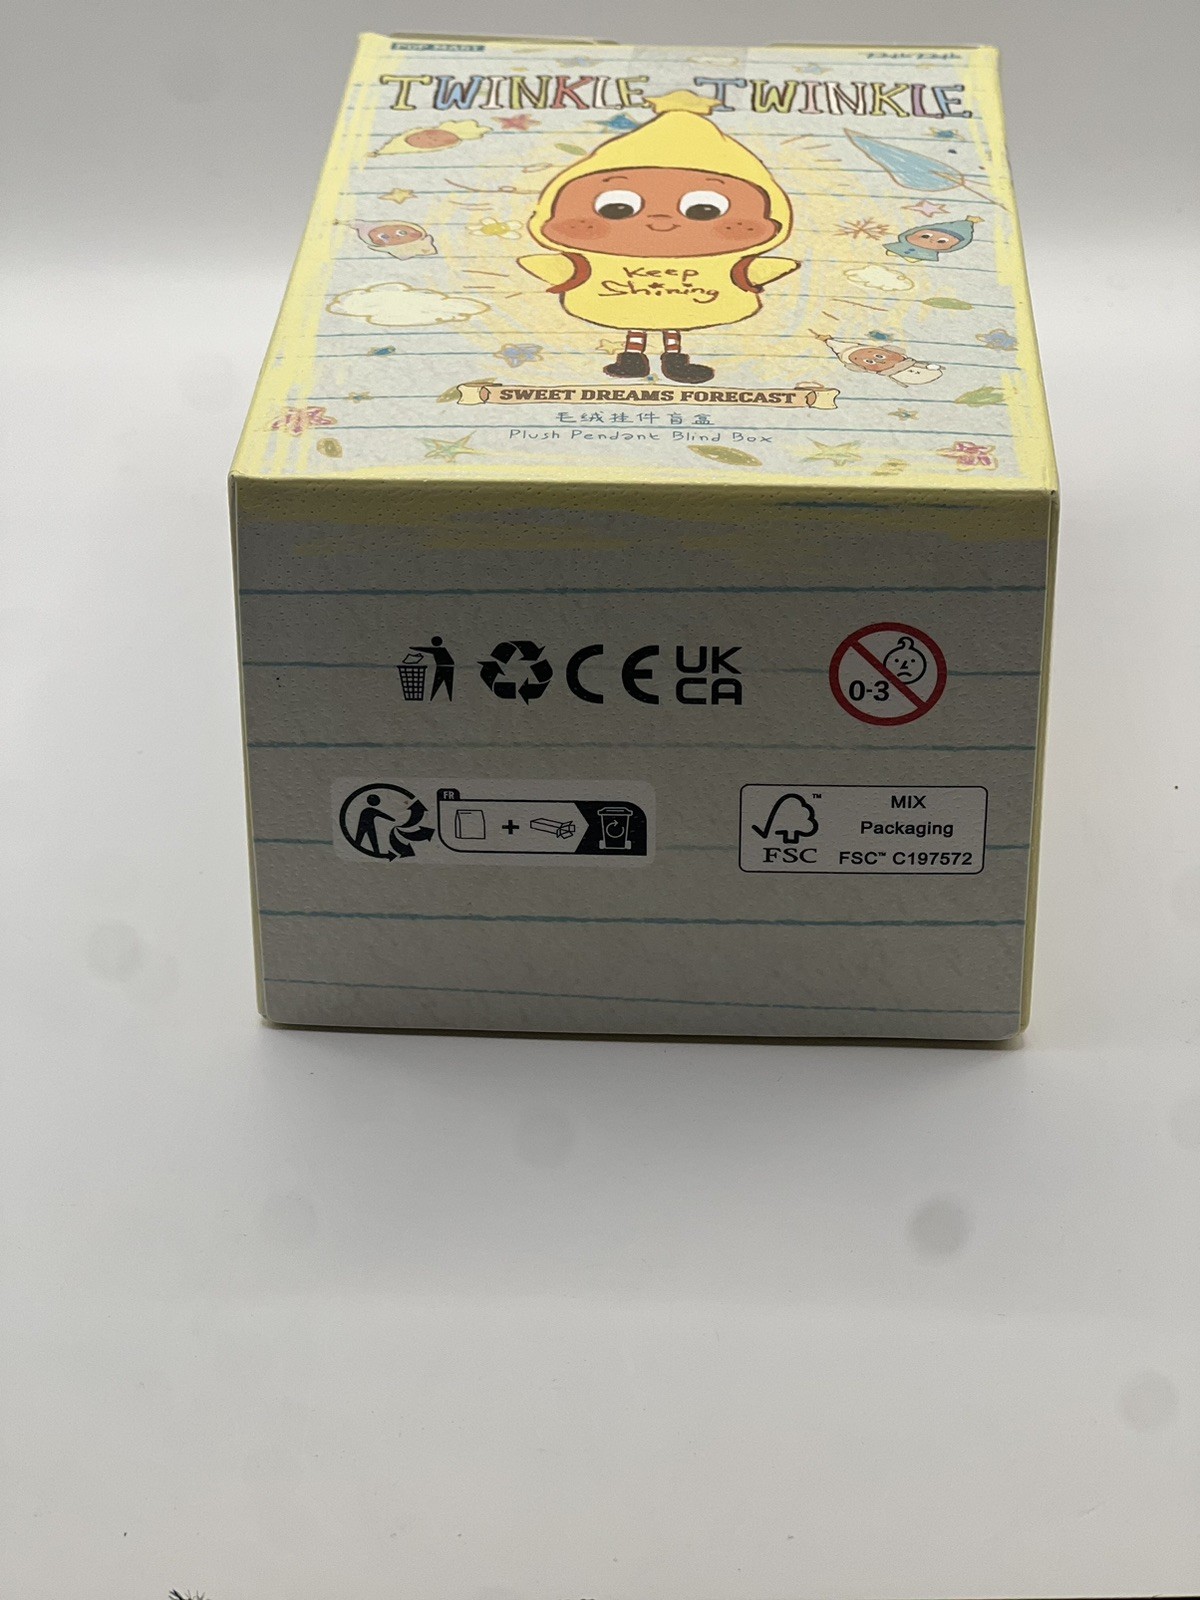 POP MART
TWINKLE TWINKLE
Keep
Shining
SWEET DREAMS FORECAST
毛绒挂件盲盒
Plush Pendant Blind Box
CE
UK
CA
0-3
FR
+
FSC™
MIX
Packaging
FSC™ C197572